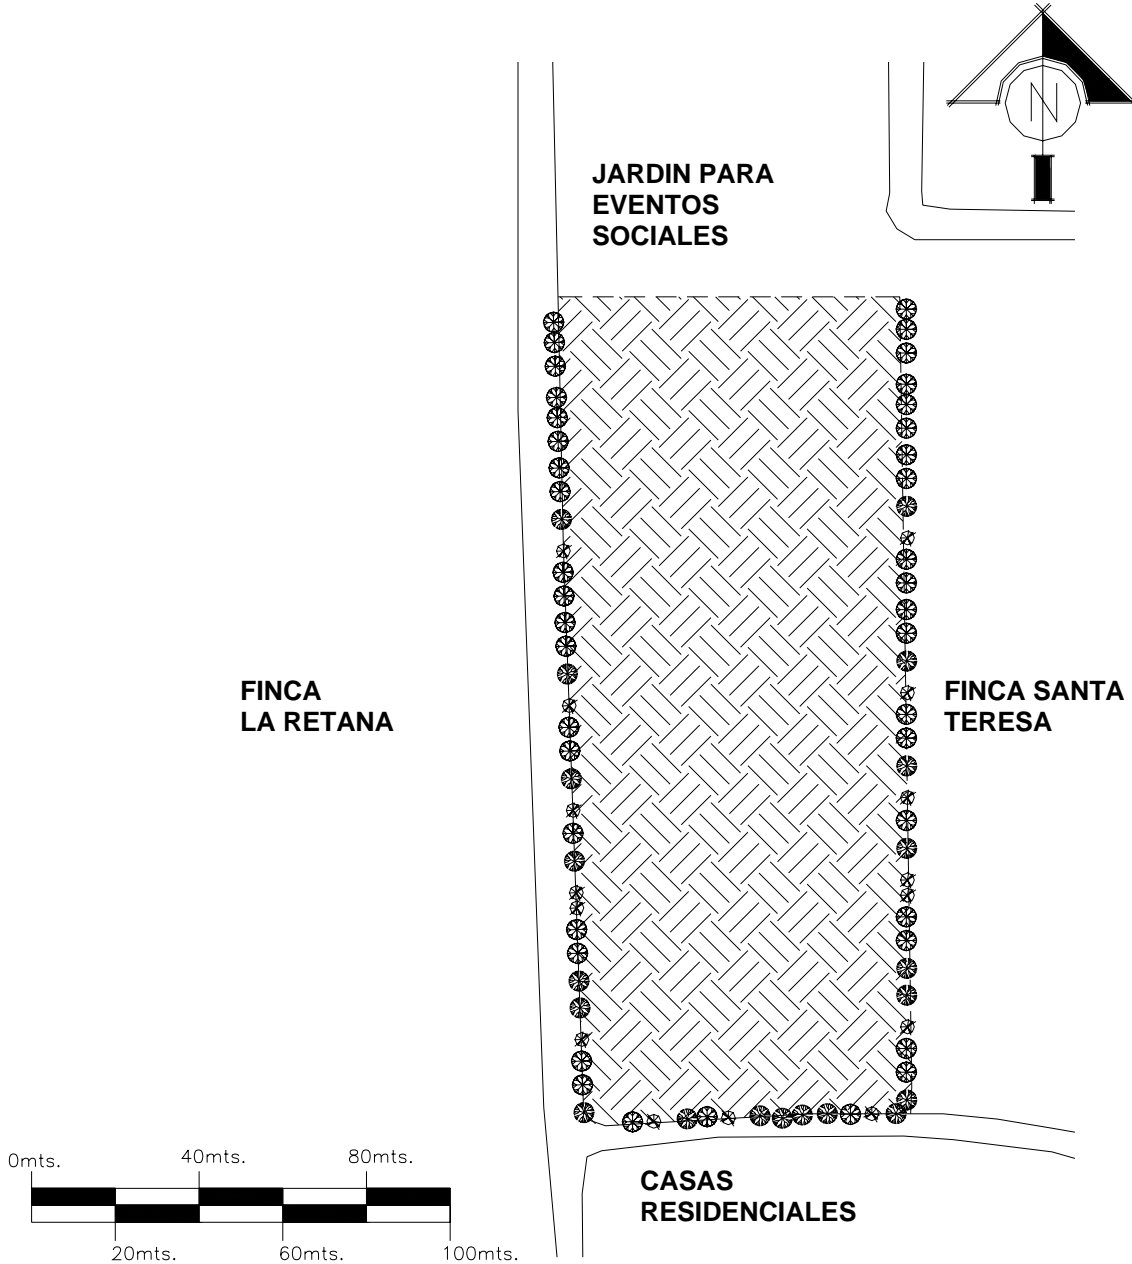 N
JARDIN PARA
EVENTOS
SOCIALES
FINCA
LA RETANA
FINCA SANTA
TERESA
0mts.
40mts.
80mts.
20mts.
60mts.
100mts.
CASAS
RESIDENCIALES